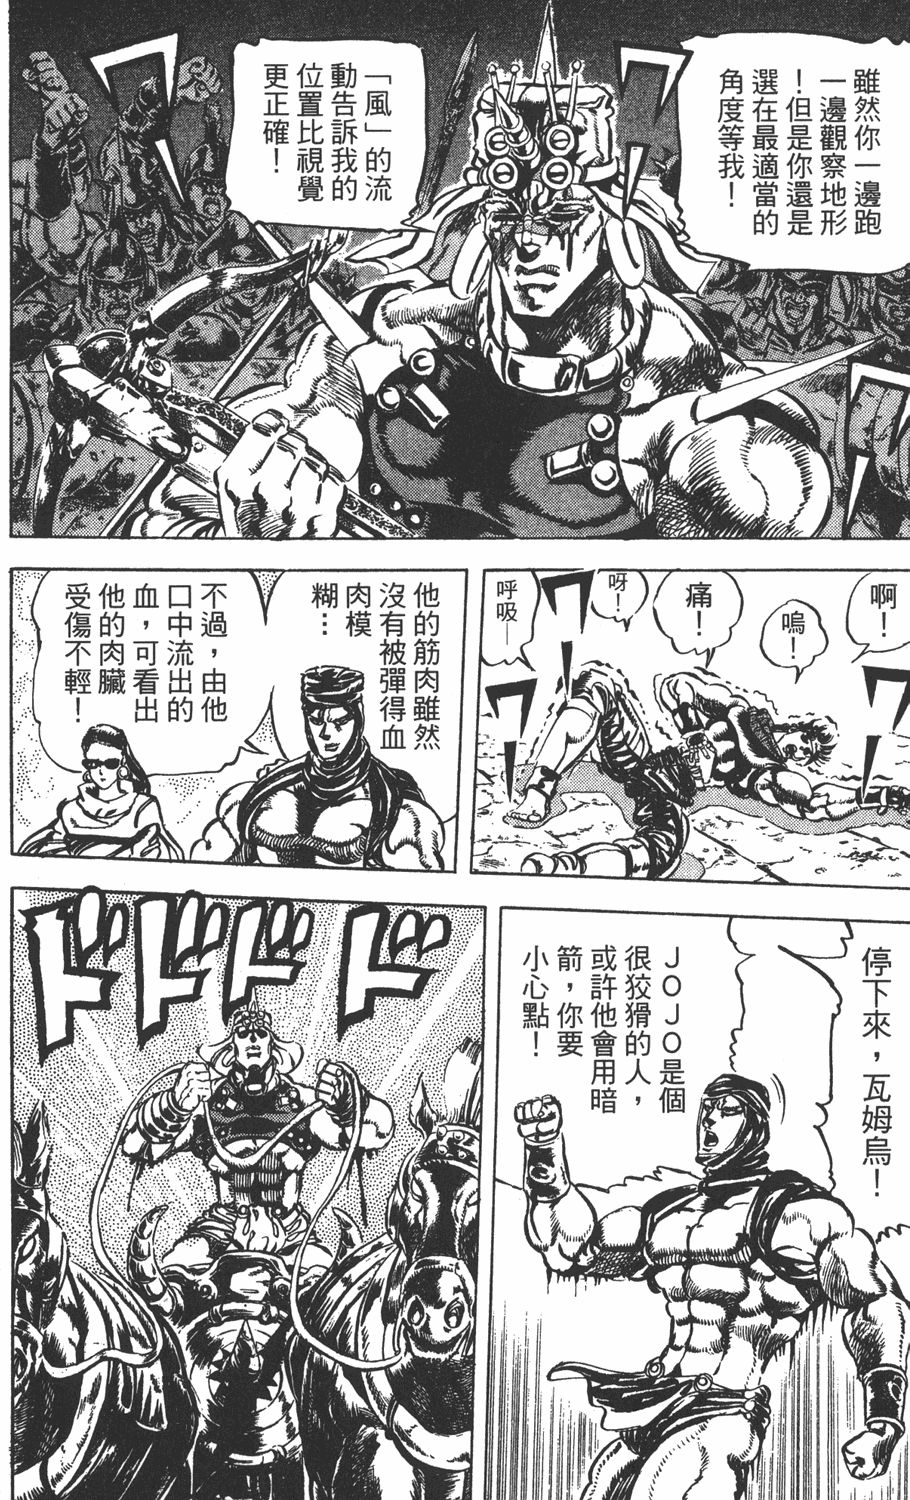 雖然你一邊跑
一邊觀察地形
！但是你還是
選在最適當的
角度等我！
「風」的流
動告訴我的
位置比視覺
更正確！
啊！
嗚！
痛！
呀！
呼吸—
他的筋肉雖然
沒有被彈得血
肉模
糊…
不過，由他
口中流出的
血，可看出
他的肉臟
受傷不輕！
停下來，瓦姆烏！
ＪＯＪＯ是個
很狡猾的人，
或許他會用暗
箭，你要
小心點！
ドドドド